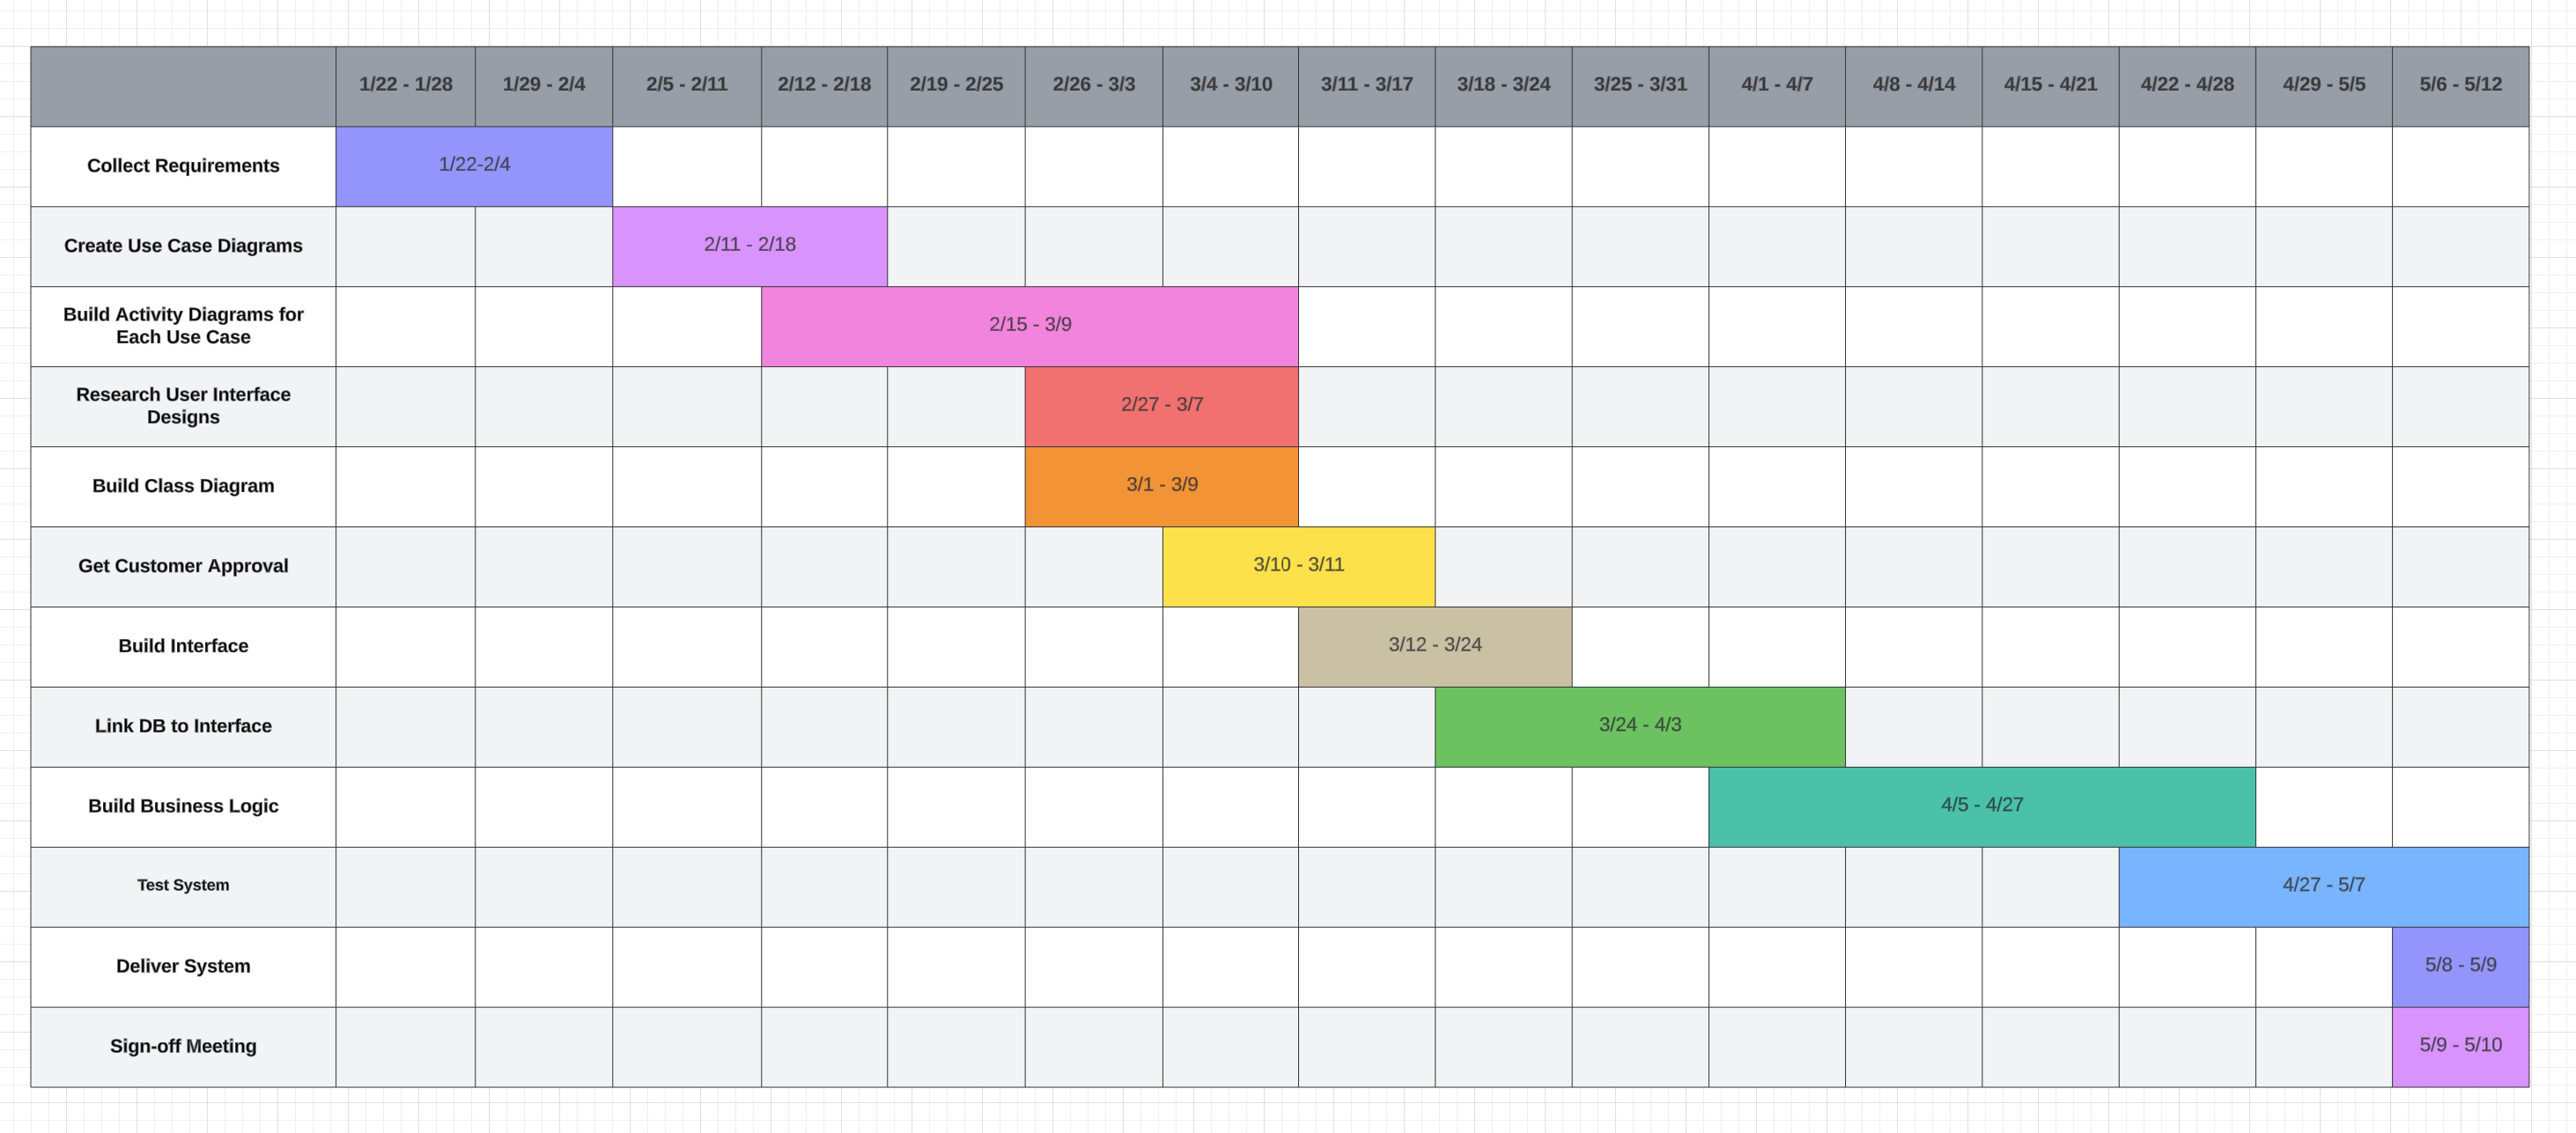 1/22 - 1/28 1/29 - 2/4 2/5 - 2/11 2/12 - 2/18 2/19 - 2/25 2/26 - 3/3 3/4 - 3/10 3/11 - 3/17 3/18 - 3/24 3/25 - 3/31 4/1 - 4/7 4/8 - 4/14 4/15 - 4/21 4/22 - 4/28 4/29 - 5/5 5/6 - 5/12
Collect Requirements 1/22-2/4
Create Use Case Diagrams 2/11 - 2/18
Build Activity Diagrams for
Each Use Case
2/15 - 3/9
Research User Interface
Designs
2/27 - 3/7
Build Class Diagram 3/1 - 3/9
Get Customer Approval 3/10 - 3/11
Build Interface 3/12 - 3/24
Link DB to Interface 3/24 - 4/3
Build Business Logic 4/5 - 4/27
Test System 4/27 - 5/7
Deliver System 5/8 - 5/9
Sign-off Meeting 5/9 - 5/10